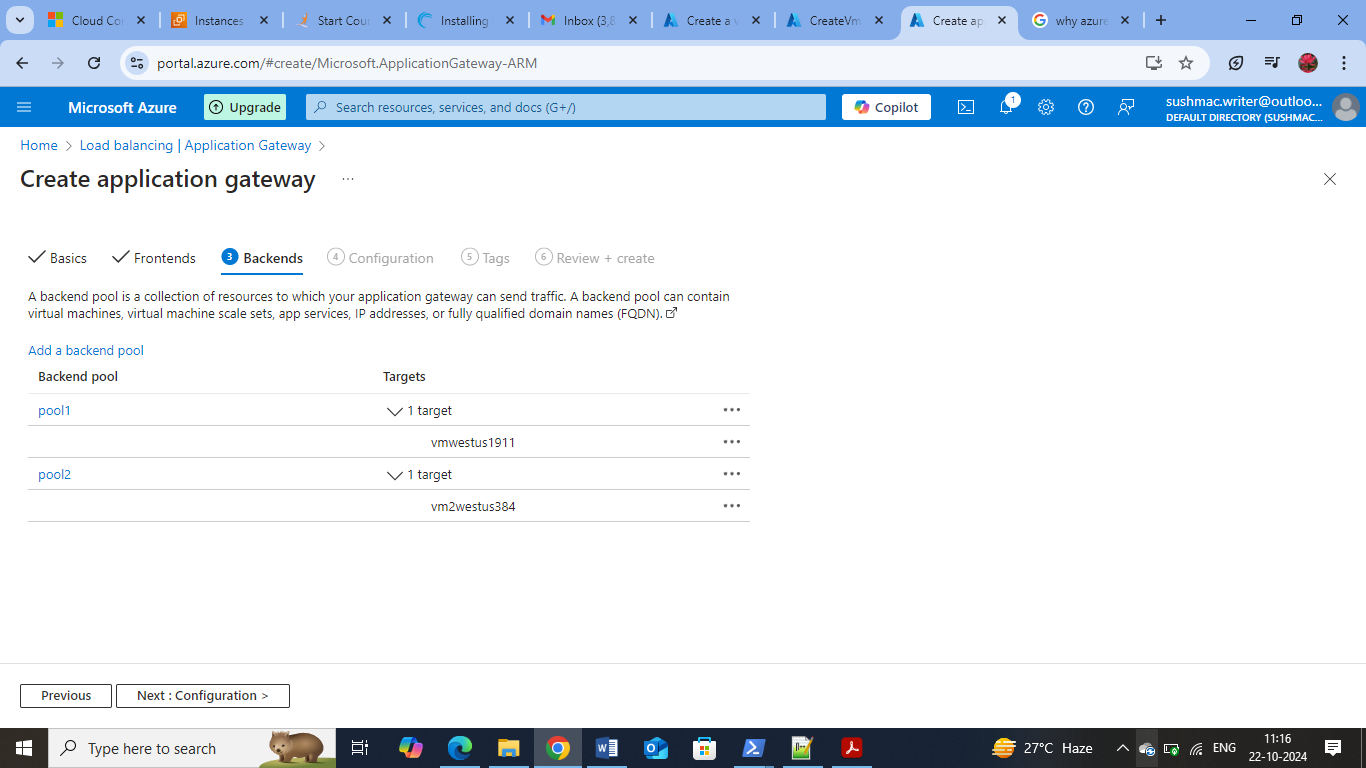 Cloud Co
Instances
Start Cou
Installing
Inbox (3,8
Create a v
CreateVm
Create ap
why azure
portal.azure.com/#create/Microsoft.ApplicationGateway-ARM
Microsoft Azure
Upgrade
Search resources, services, and docs (G+/)
Copilot
1
sushmac.writer@outloo...
DEFAULT DIRECTORY (SUSHMAC...
Home > Load balancing | Application Gateway >
Create application gateway ...
Basics
Frontends
3 Backends
4 Configuration
5 Tags
6 Review + create
A backend pool is a collection of resources to which your application gateway can send traffic. A backend pool can contain
virtual machines, virtual machine scale sets, app services, IP addresses, or fully qualified domain names (FQDN).
Add a backend pool
Backend pool Targets
pool1 1 target
vmwestus1911
pool2 1 target
vm2westus384
Previous
Next : Configuration >
Type here to search
27°C Haze
ENG
11:16
22-10-2024